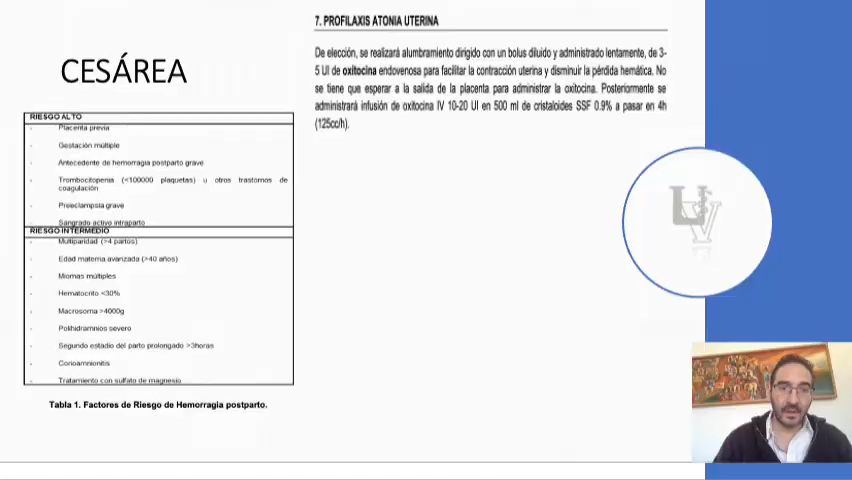 CESÁREA
7. PROFILAXIS ATONIA UTERINA
De elección, se realizará alumbramiento dirigido con un bolus diluido y administrado lentamente, de 3-
5 UI de oxitocina endovenosa para facilitar la contracción uterina y disminuir la pérdida hemática. No
se tiene que esperar a la salida de la placenta para administrar la oxitocina. Posteriormente se
administrará infusión de oxitocina IV 10-20 UI en 500 ml de cristaloides SSF 0.9% a pasar en 4h
(125cc/h).
RIESGO ALTO
- Placenta previa
- Gestación múltiple
- Antecedente de hemorragia postparto grave
- Trombocitopenia (<100000 plaquetas) u otros trastornos de
coagulación
- Preeclampsia grave
- Sangrado activo intraparto
RIESGO INTERMEDIO
- Multiparidad (>4 partos)
- Edad materna avanzada (>40 años)
- Miomas múltiples
- Hematocrito <30%
- Macrosoma >4000g
- Polihidramnios severo
- Segundo estadio del parto prolongado >3horas
- Corioamnionitis
- Tratamiento con sulfato de magnesio
Tabla 1. Factores de Riesgo de Hemorragia postparto.